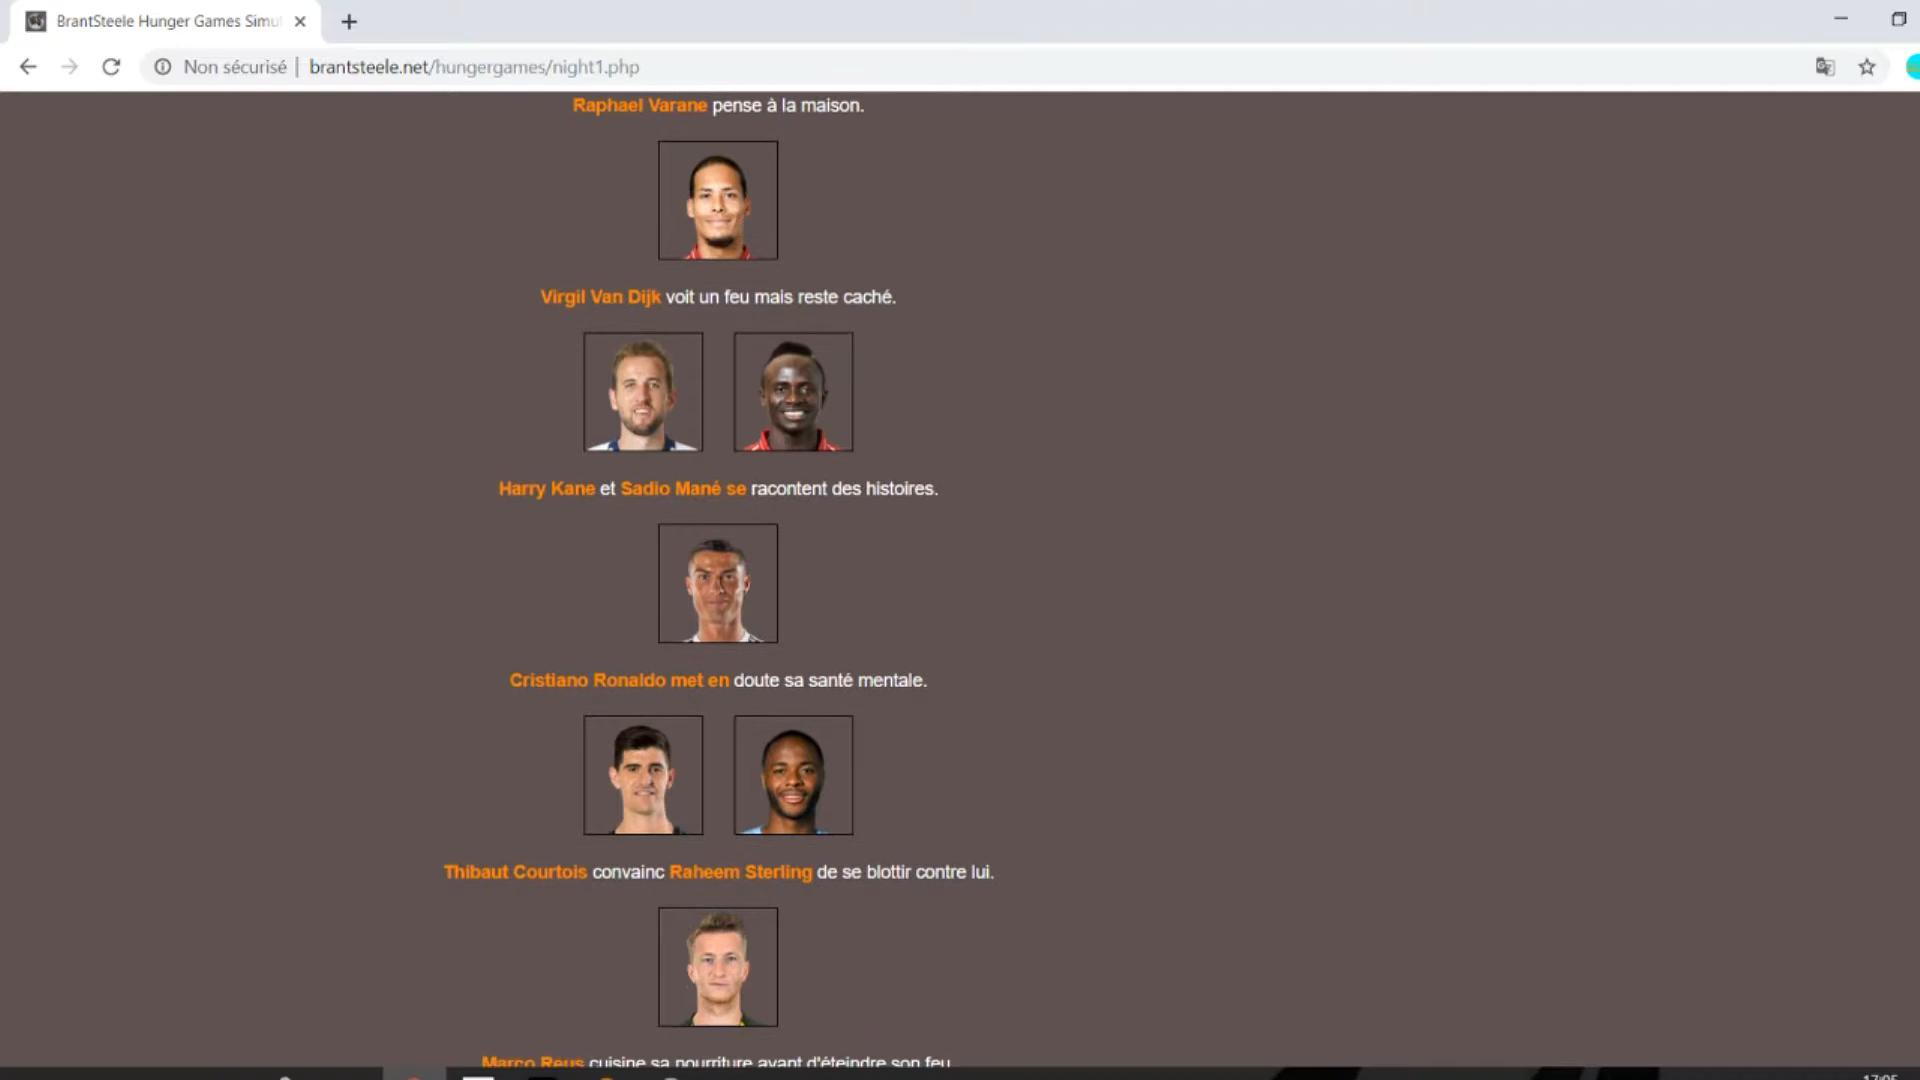 BrantSteele Hunger Games Simu
Non sécurisé | brantsteele.net/hungergames/night1.php
Raphael Varane pense à la maison.
Virgil Van Dijk voit un feu mais reste caché.
Harry Kane et Sadio Mané se racontent des histoires.
Cristiano Ronaldo met en doute sa santé mentale.
Thibaut Courtois convainc Raheem Sterling de se blottir contre lui.
Marco Reus cuisine sa nourriture avant d'éteindre son feu
17:05